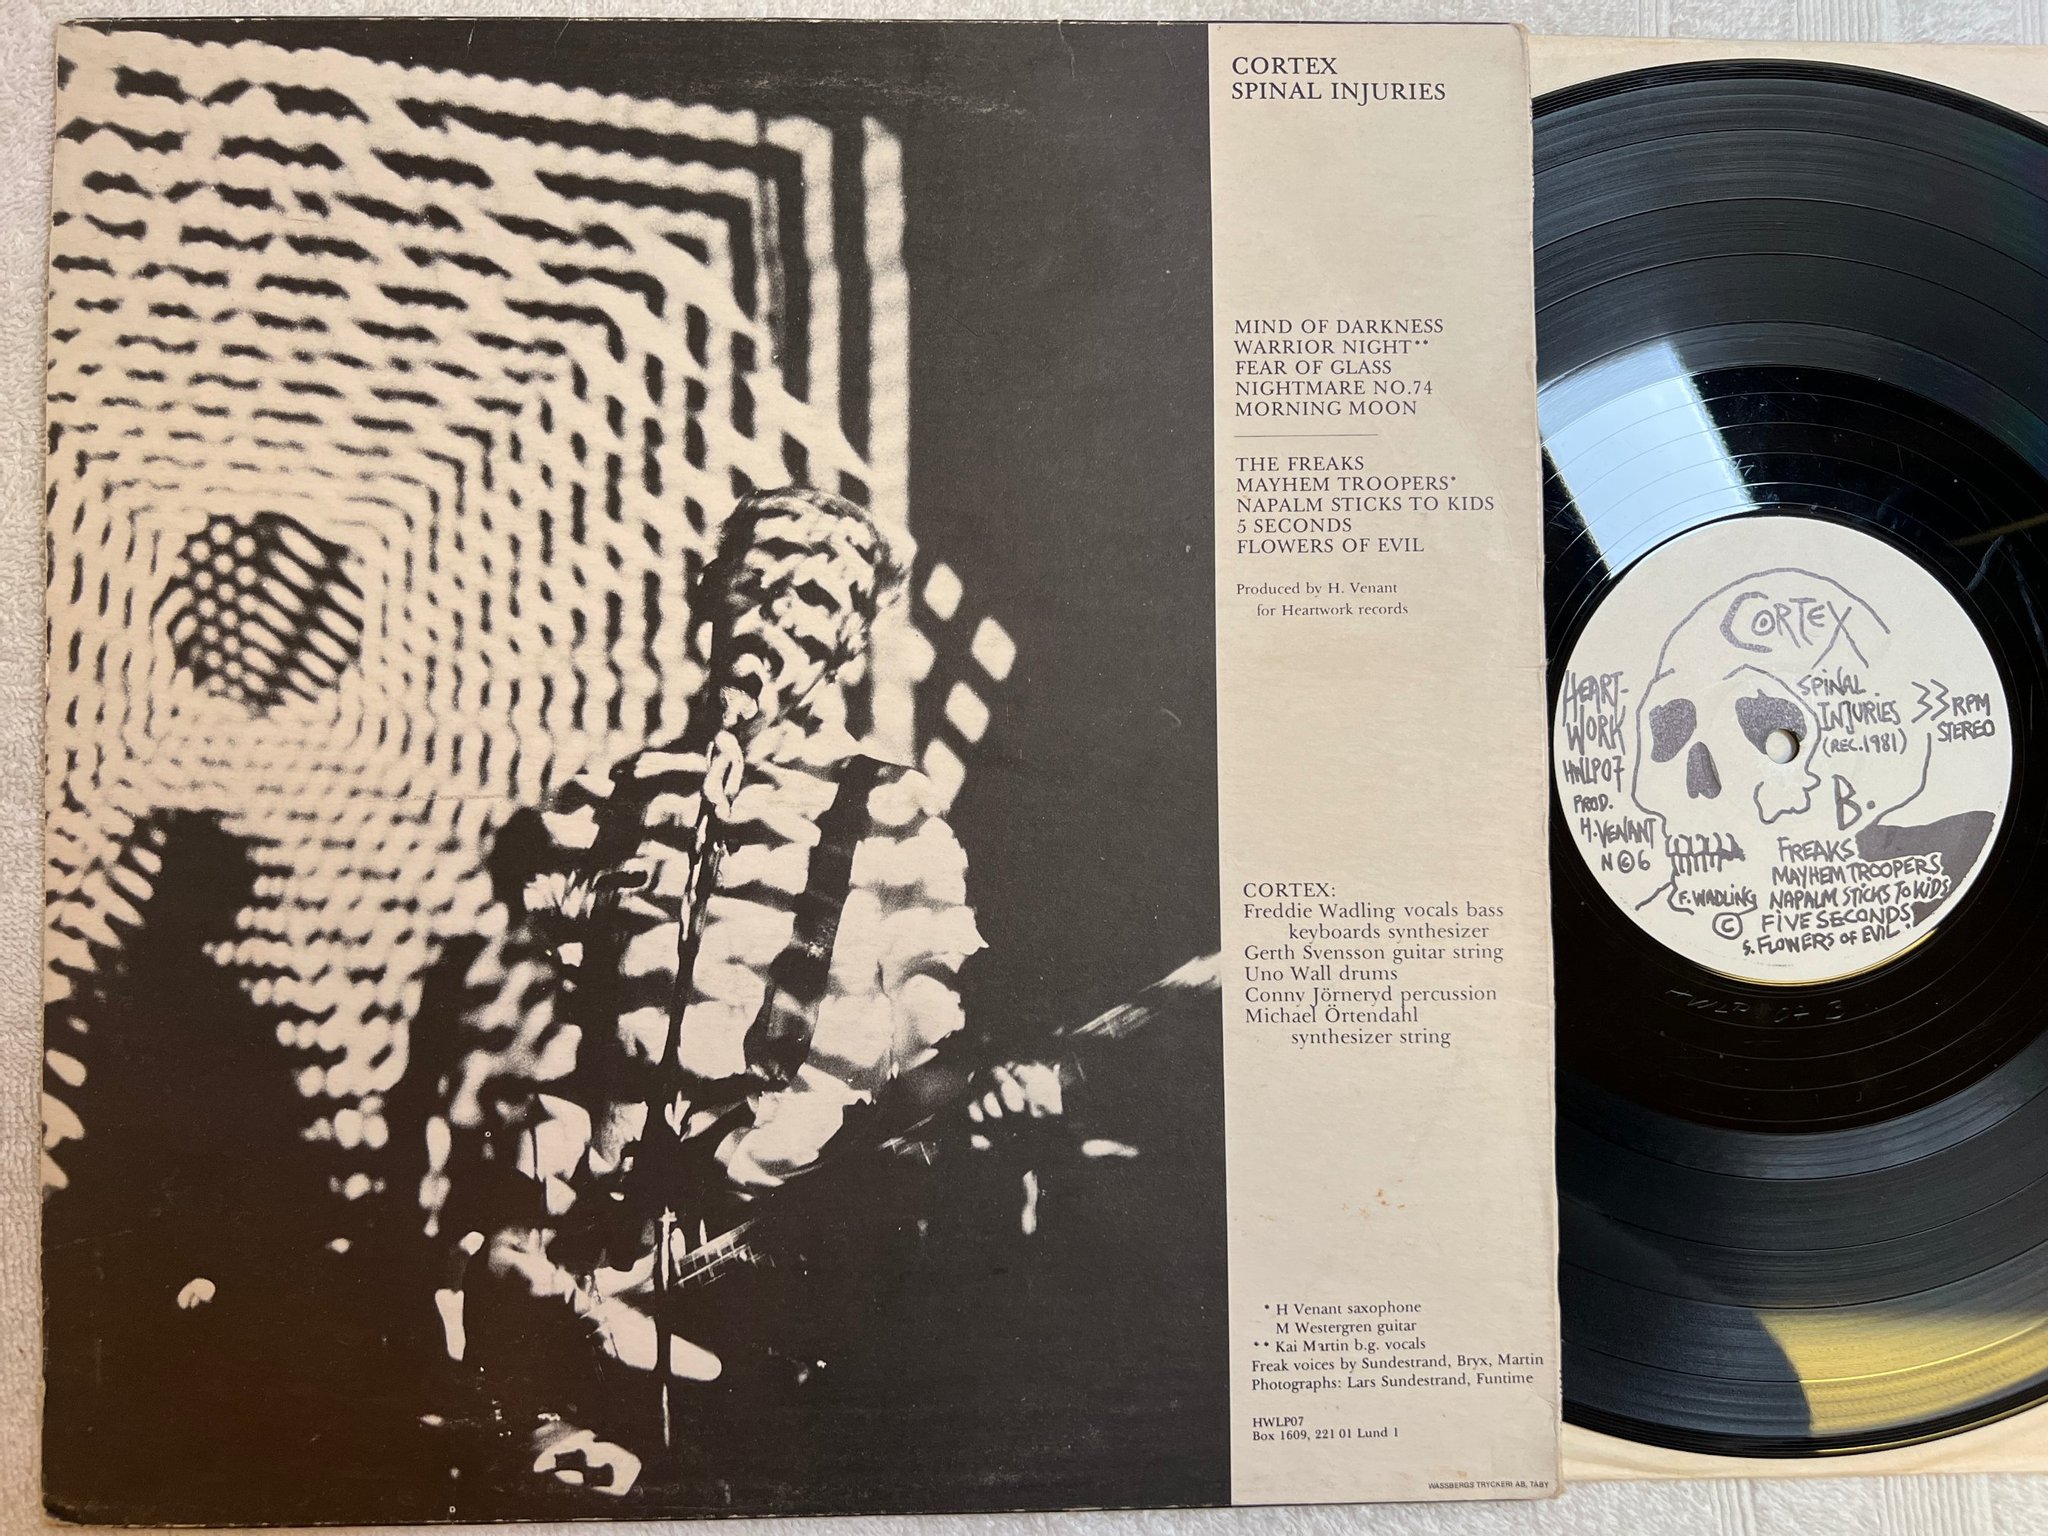 CORTEX
SPINAL INJURIES
MIND OF DARKNESS
WARRIOR NIGHT**
FEAR OF GLASS
NIGHTMARE NO.74
MORNING MOON
THE FREAKS
MAYHEM TROOPERS*
NAPALM STICKS TO KIDS
5 SECONDS
FLOWERS OF EVIL
Produced by H. Venant
for Heartwork records
CORTEX:
Freddie Wadling vocals bass
keyboards synthesizer
Gerth Svensson guitar string
Uno Wall drums
Conny Jörneryd percussion
Michael Örtendahl
synthesizer string
* H Venant saxophone
M Westergren guitar
** Kai Martin b.g. vocals
Freak voices by Sundestrand, Bryx, Martin
Photographs: Lars Sundestrand, Funtime
HWLP07
Box 1609, 221 01 Lund 1
WASSBERGS TRYCKERI AB, TÄBY
CORTEX
SPINAL
INJURIES
(REC.1981)
33 RPM
STEREO
HEART-
WORK
HWLP07
PROD.
H.VENANT
N©6
B.
FREAKS
MAYHEM TROOPERS
NAPALM STICKS TO KIDS
FIVE SECONDS
5. FLOWERS OF EVIL.
F. WADLING
©
HWLP 07 B